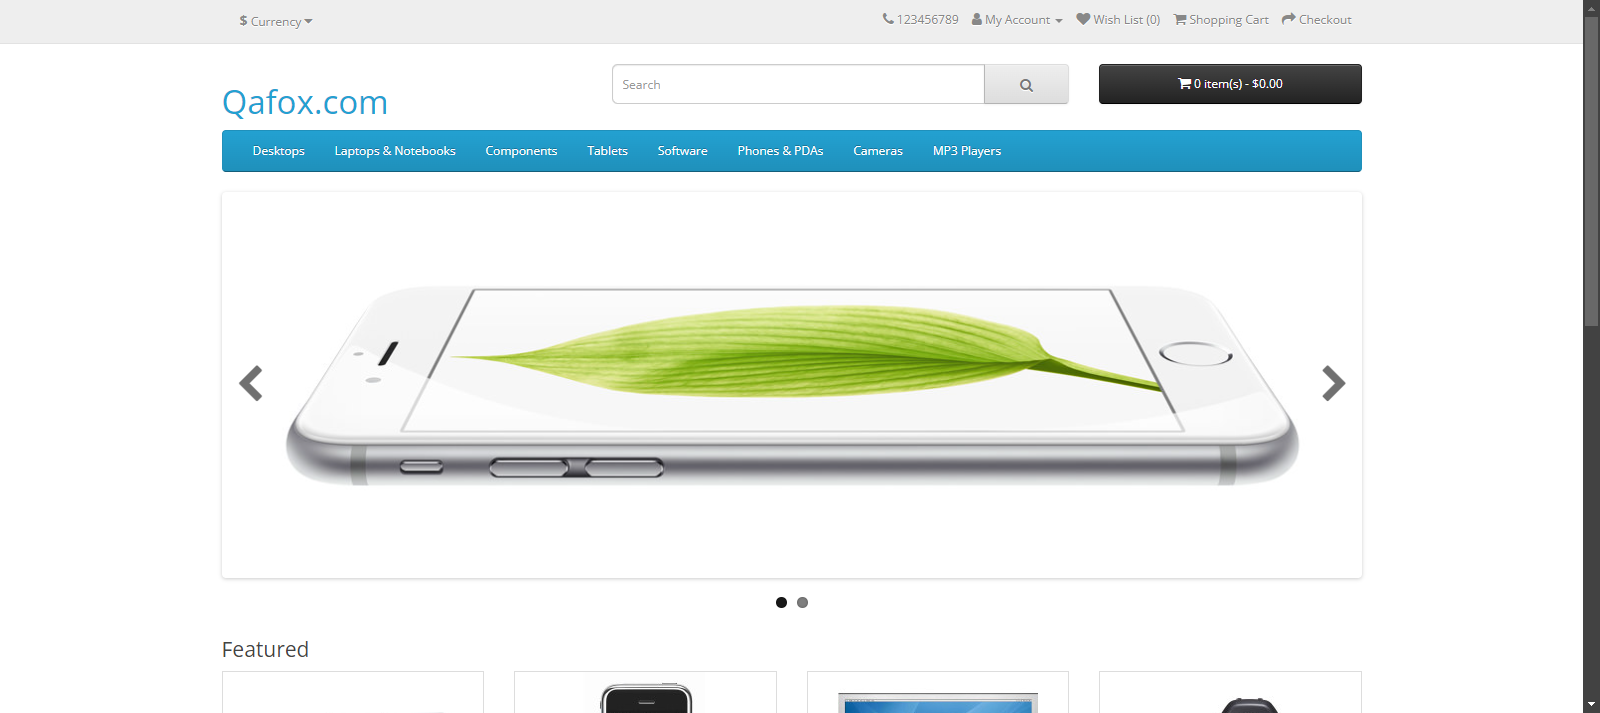 $ Currency
123456789 My Account Wish List (0) Shopping Cart Checkout
Qafox.com
Search
0 item(s) - $0.00
Desktops Laptops & Notebooks Components Tablets Software Phones & PDAs Cameras MP3 Players
Featured